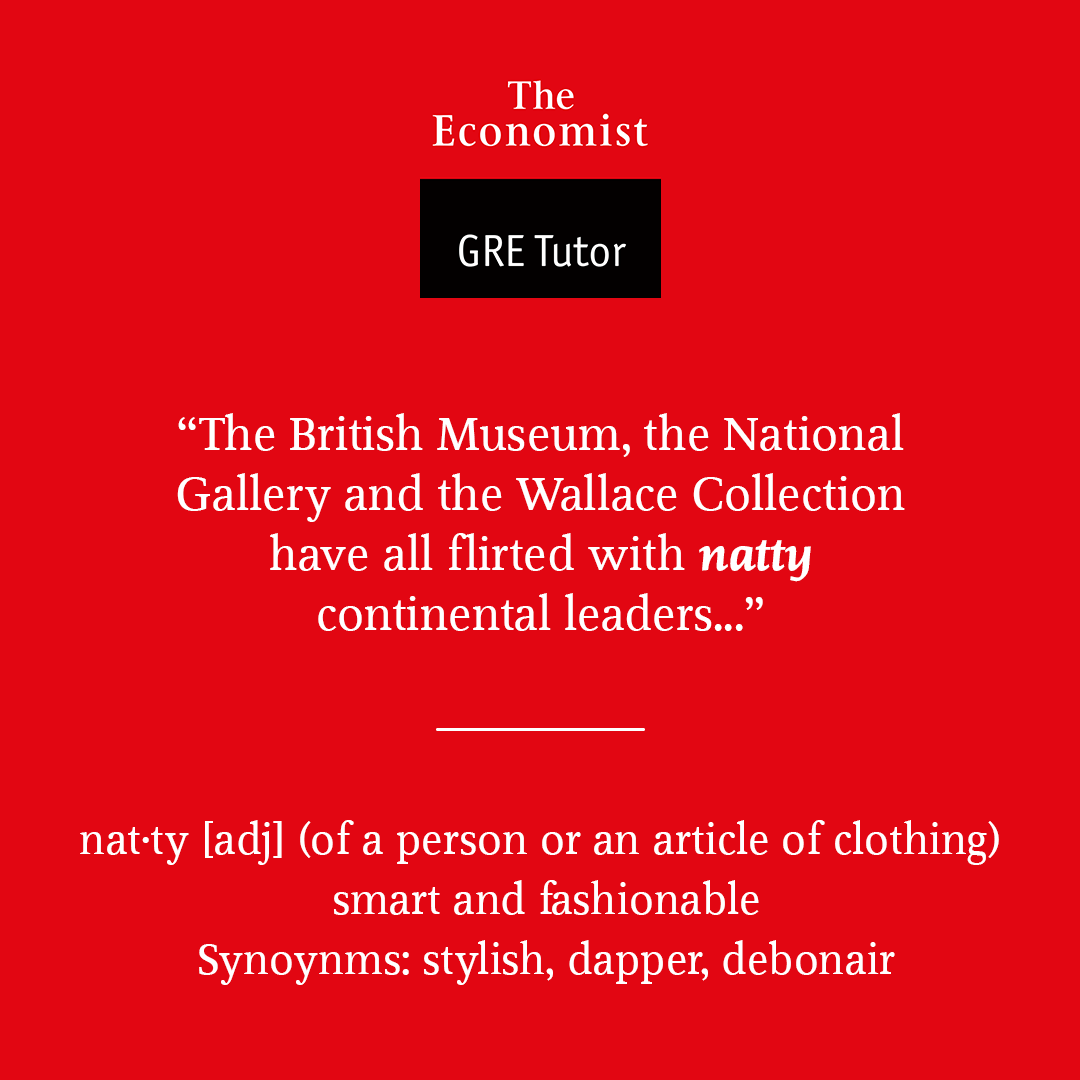 The
Economist
GRE Tutor
“The British Museum, the National
Gallery and the Wallace Collection
have all flirted with natty
continental leaders...”
nat·ty [adj] (of a person or an article of clothing)
smart and fashionable
Synoynms: stylish, dapper, debonair